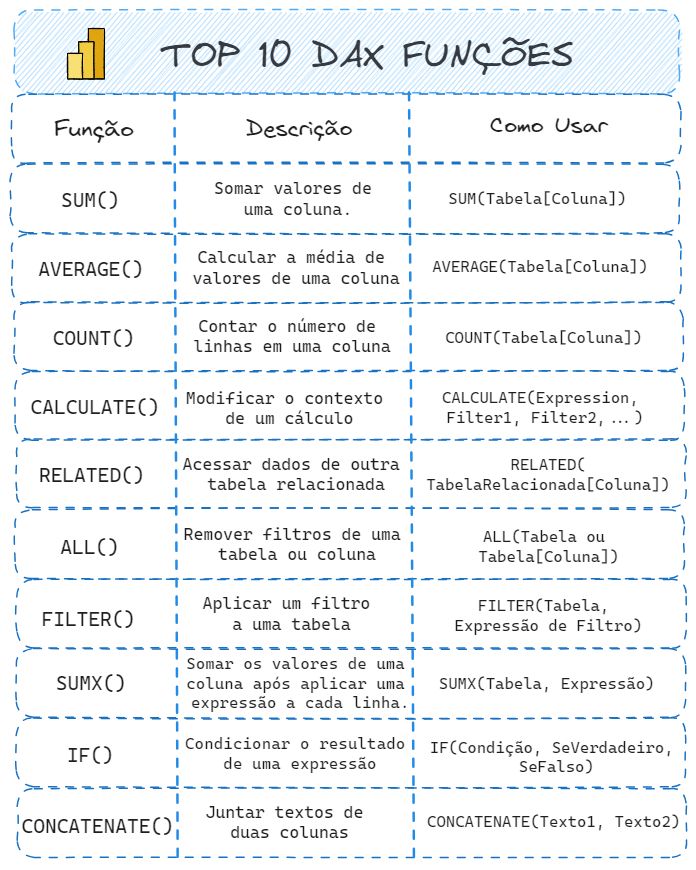 TOP 10 DAX FUNÇÕES
Função
Descrição
Como Usar
SUM()
Somar valores de
uma coluna.
SUM(Tabela[Coluna])
AVERAGE()
Calcular a média de
valores de uma coluna
AVERAGE(Tabela[Coluna])
COUNT()
Contar o número de
linhas em uma coluna
COUNT(Tabela[Coluna])
CALCULATE()
Modificar o contexto
de um cálculo
CALCULATE(Expression,
Filter1, Filter2, ...)
RELATED()
Acessar dados de outra
tabela relacionada
RELATED(
TabelaRelacionada[Coluna])
ALL()
Remover filtros de uma
tabela ou coluna
ALL(Tabela ou
Tabela[Coluna])
FILTER()
Aplicar um filtro
a uma tabela
FILTER(Tabela,
Expressão de Filtro)
SUMX()
Somar os valores de uma
coluna após aplicar uma
expressão a cada linha.
SUMX(Tabela, Expressão)
IF()
Condicionar o resultado
de uma expressão
IF(Condição, SeVerdadeiro,
SeFalso)
CONCATENATE()
Juntar textos de
duas colunas
CONCATENATE(Texto1, Texto2)